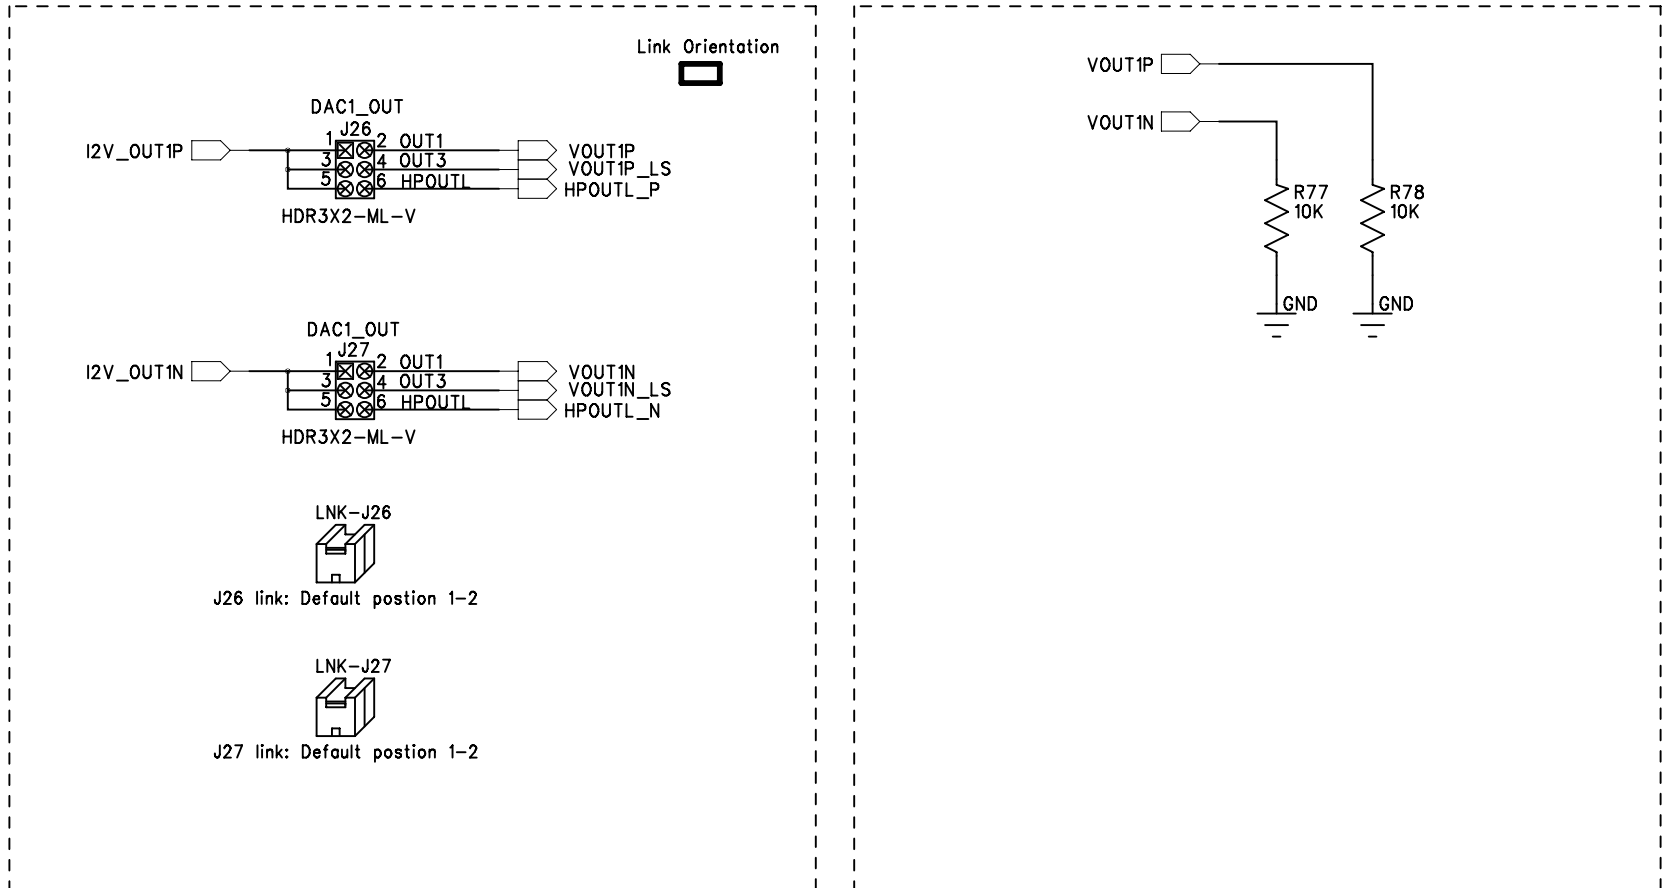 Link Orientation
DAC1_OUT
J26
I2V_OUT1P
1 2 OUT1 VOUT1P
3 4 OUT3 VOUT1P_LS
5 6 HPOUTL HPOUTL_P
HDR3X2-ML-V
DAC1_OUT
J27
I2V_OUT1N
1 2 OUT1 VOUT1N
3 4 OUT3 VOUT1N_LS
5 6 HPOUTL HPOUTL_N
HDR3X2-ML-V
LNK-J26
J26 link: Default postion 1-2
LNK-J27
J27 link: Default postion 1-2
VOUT1P
VOUT1N
R77
10K
R78
10K
GND
GND